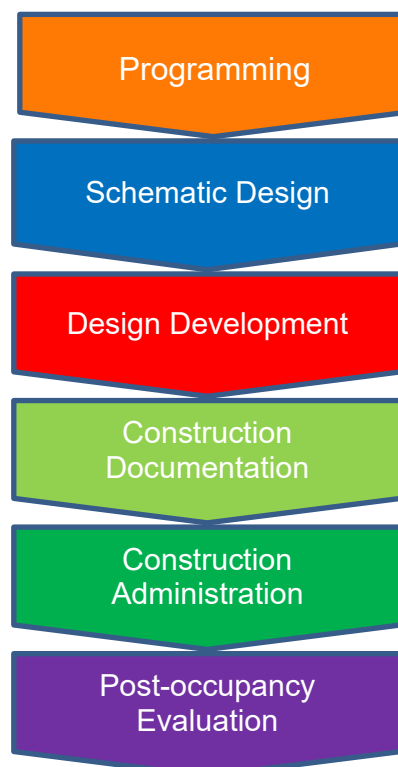 Programming
Schematic Design
Design Development
Construction
Documentation
Construction
Administration
Post-occupancy
Evaluation